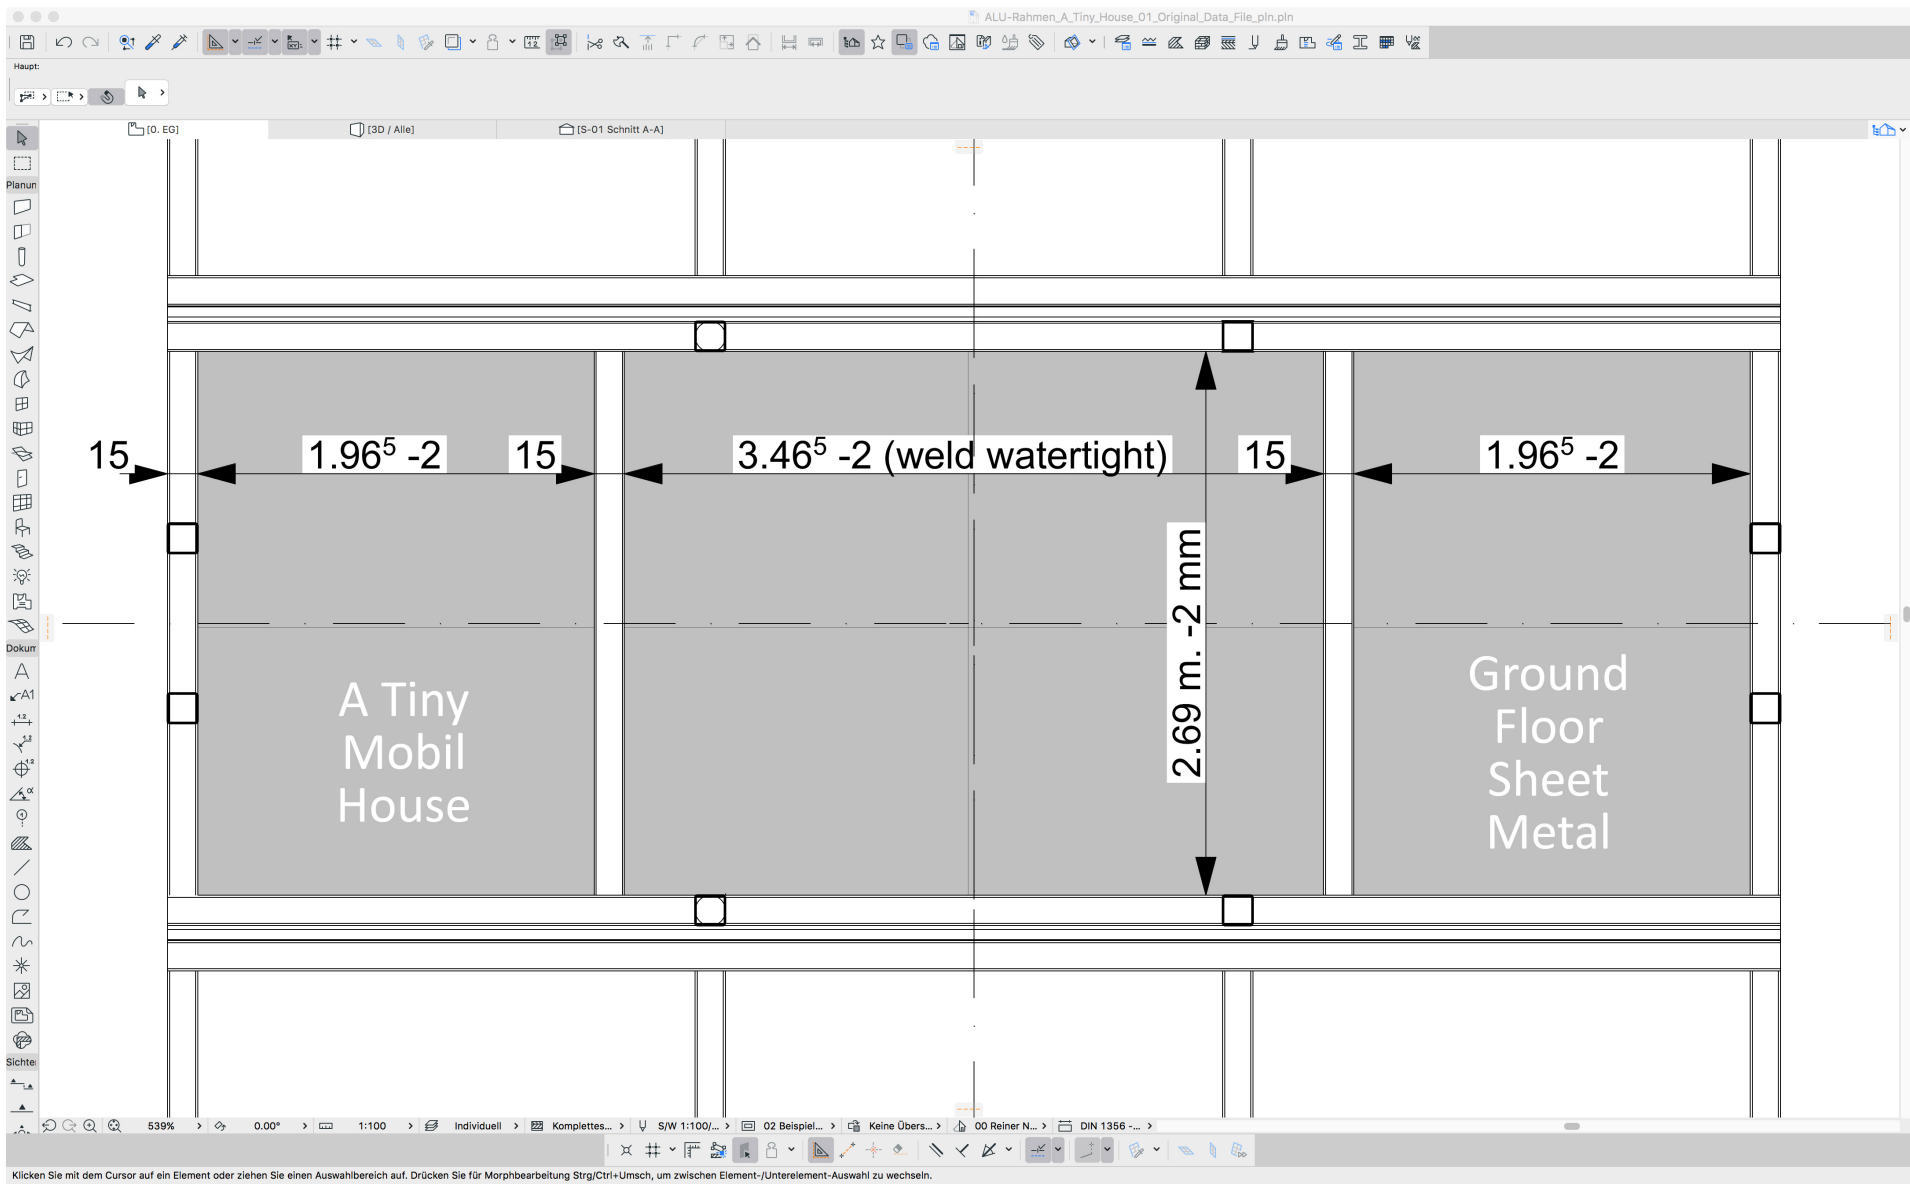 ALU-Rahmen_A_Tiny_House_01_Original_Data_File_pln.pln
Haupt:
[0. EG]
[3D / Alle]
[S-01 Schnitt A-A]
Planun
15
1.96⁵ -2
15
3.46⁵ -2 (weld watertight)
15
1.96⁵ -2
2.69 m. -2 mm
A Tiny
Mobil
House
Ground
Floor
Sheet
Metal
Dokum
A1
1.2
Sichte
539%
0.00°
1:100
Individuell
Komplettes...
S/W 1:100/...
02 Beispiel...
Keine Übers...
00 Reiner N...
DIN 1356 -...
Klicken Sie mit dem Cursor auf ein Element oder ziehen Sie einen Auswahlbereich auf. Drücken Sie für Morphbearbeitung Strg/Ctrl+Umsch, um zwischen Element-/Unterelement-Auswahl zu wechseln.